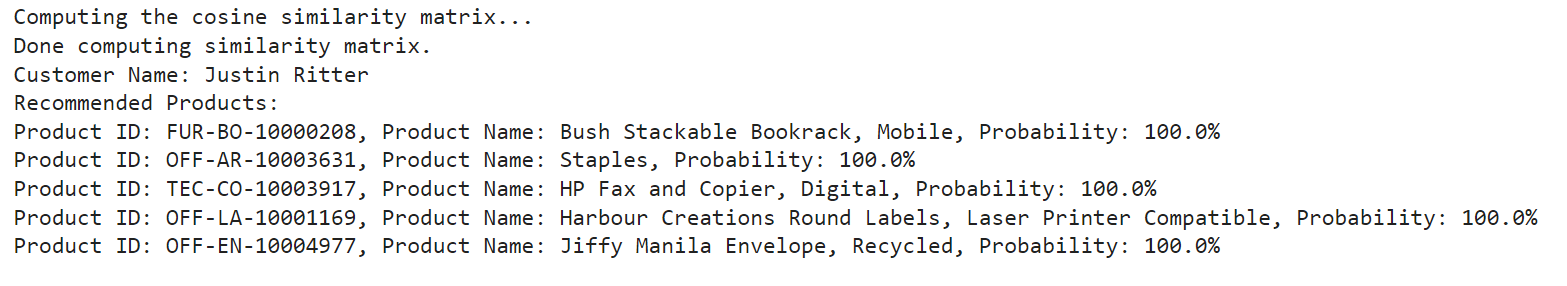 Computing the cosine similarity matrix...
Done computing similarity matrix.
Customer Name: Justin Ritter
Recommended Products:
Product ID: FUR-BO-10000208, Product Name: Bush Stackable Bookrack, Mobile, Probability: 100.0%
Product ID: OFF-AR-10003631, Product Name: Staples, Probability: 100.0%
Product ID: TEC-CO-10003917, Product Name: HP Fax and Copier, Digital, Probability: 100.0%
Product ID: OFF-LA-10001169, Product Name: Harbour Creations Round Labels, Laser Printer Compatible, Probability: 100.0%
Product ID: OFF-EN-10004977, Product Name: Jiffy Manila Envelope, Recycled, Probability: 100.0%